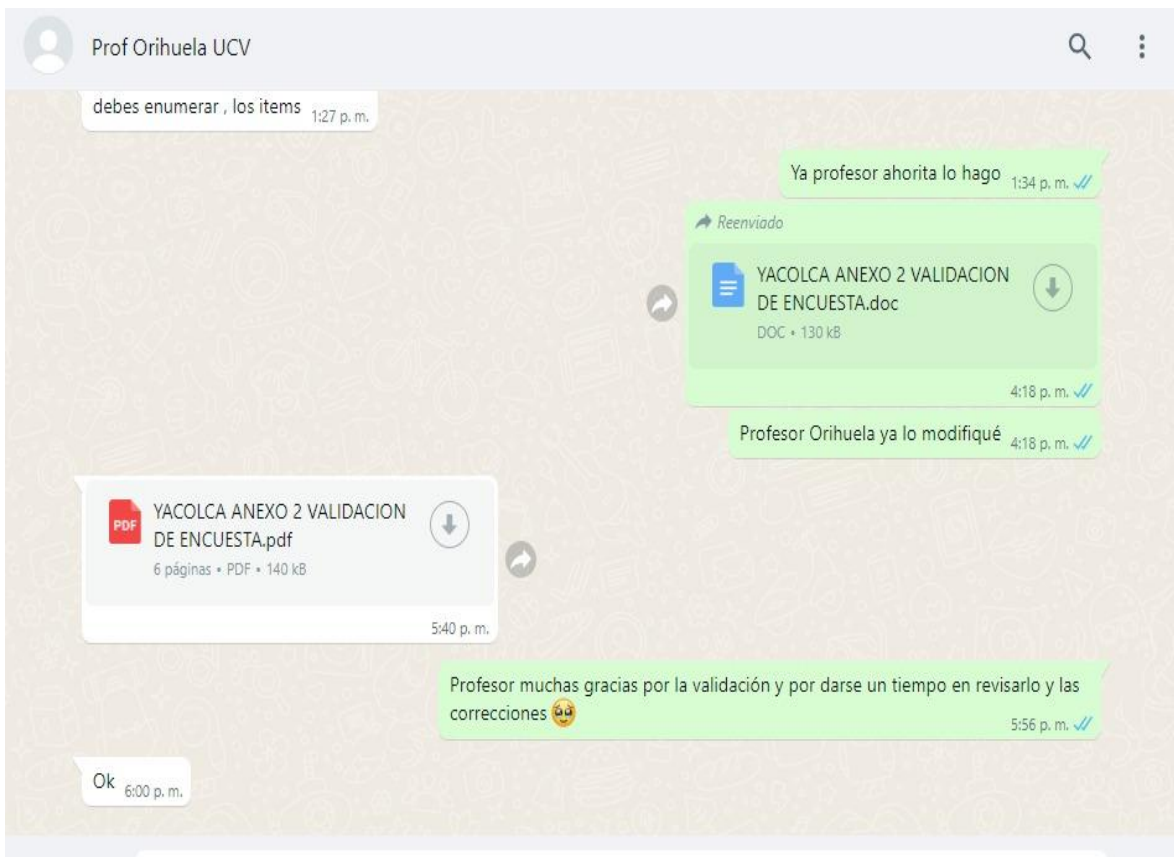 Prof Orihuela UCV
debes enumerar , los items 1:27 p. m.
Ya profesor ahorita lo hago 1:34 p. m.
Reenviado
YACOLCA ANEXO 2 VALIDACION
DE ENCUESTA.doc
DOC • 130 kB
4:18 p. m.
Profesor Orihuela ya lo modifiqué 4:18 p. m.
PDF
YACOLCA ANEXO 2 VALIDACION
DE ENCUESTA.pdf
6 páginas • PDF • 140 kB
5:40 p. m.
Profesor muchas gracias por la validación y por darse un tiempo en revisarlo y las
correcciones 🥹
5:56 p. m.
Ok 6:00 p. m.